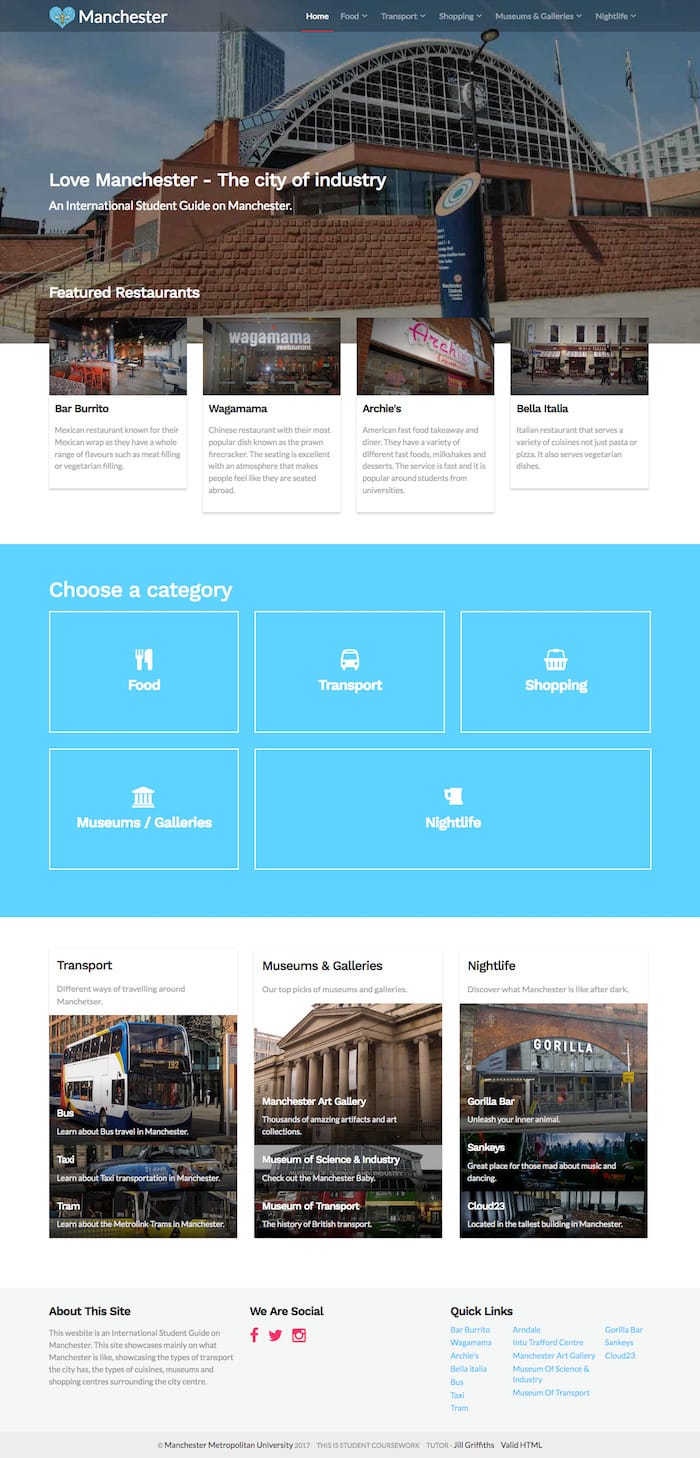 Manchester
Home Food Transport Shopping Museums & Galleries Nightlife
Love Manchester - The city of industry
An International Student Guide on Manchester.
Manchester
Central
Featured Restaurants
wagamama
restaurant
Archie's
Bar Burrito
Mexican restaurant known for their
Mexican wrap as they have a whole
range of flavours such as meat filling
or vegetarian filling.
Wagamama
Chinese restaurant with their most
popular dish known as the prawn
firecracker. The seating is excellent
with an atmosphere that makes
people feel like they are seated
abroad.
Archie's
American fast food takeaway and
diner. They have a variety of
different fast foods, milkshakes and
desserts. The service is fast and it is
popular around students from
universities.
Bella Italia
Italian restaurant that serves a
variety of cuisines not just pasta or
pizza. It also serves vegetarian
dishes.
Choose a category
Food
Transport
Shopping
Museums / Galleries
Nightlife
Transport
Different ways of travelling around
Manchetser.
192
Bus
Learn about Bus travel in Manchester.
Taxi
Learn about Taxi transportation in Manchester.
Tram
Learn about the Metrolink Trams in Manchester.
Museums & Galleries
Our top picks of museums and galleries.
Manchester Art Gallery
Thousands of amazing artifacts and art
collections.
Museum of Science & Industry
Check out the Manchester Baby.
Museum of Transport
The history of British transport.
Nightlife
Discover what Manchester is like after dark.
GORILLA
Gorilla Bar
Unleash your inner animal.
Sankeys
Great place for those mad about music and
dancing.
Cloud23
Located in the tallest building in Manchester.
About This Site
This wesbite is an International Student Guide on
Manchester. This site showcases mainly on what
Manchester is like, showcasing the types of transport
the city has, the types of cuisines, museums and
shopping centres surrounding the city centre.
We Are Social
Quick Links
Bar Burrito
Wagamama
Archie's
Bella italia
Bus
Taxi
Tram
Arndale
Intu Trafford Centre
Manchester Art Gallery
Museum Of Science &
Industry
Museum Of Transport
Gorilla Bar
Sankeys
Cloud23
© Manchester Metropolitan University 2017 THIS IS STUDENT COURSEWORK TUTOR - Jill Griffiths Valid HTML